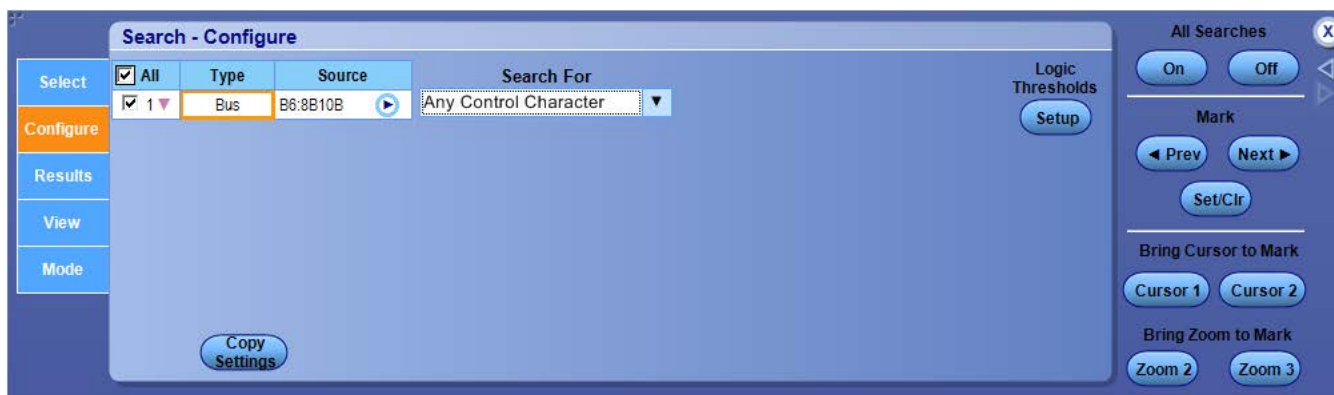 Search - Configure
Select
Configure
Results
View
Mode
All Type Source Search For
1 Bus B6:8B10B Any Control Character
Logic
Thresholds
Setup
Copy
Settings
All Searches X
On Off
Mark
Prev Next
Set/Clr
Bring Cursor to Mark
Cursor 1 Cursor 2
Bring Zoom to Mark
Zoom 2 Zoom 3